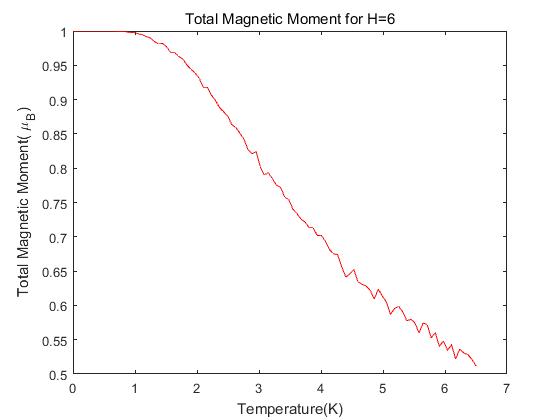 Total Magnetic Moment for H=6
Total Magnetic Moment( μB)
1
0.95
0.9
0.85
0.8
0.75
0.7
0.65
0.6
0.55
0.5
0 1 2 3 4 5 6 7
Temperature(K)